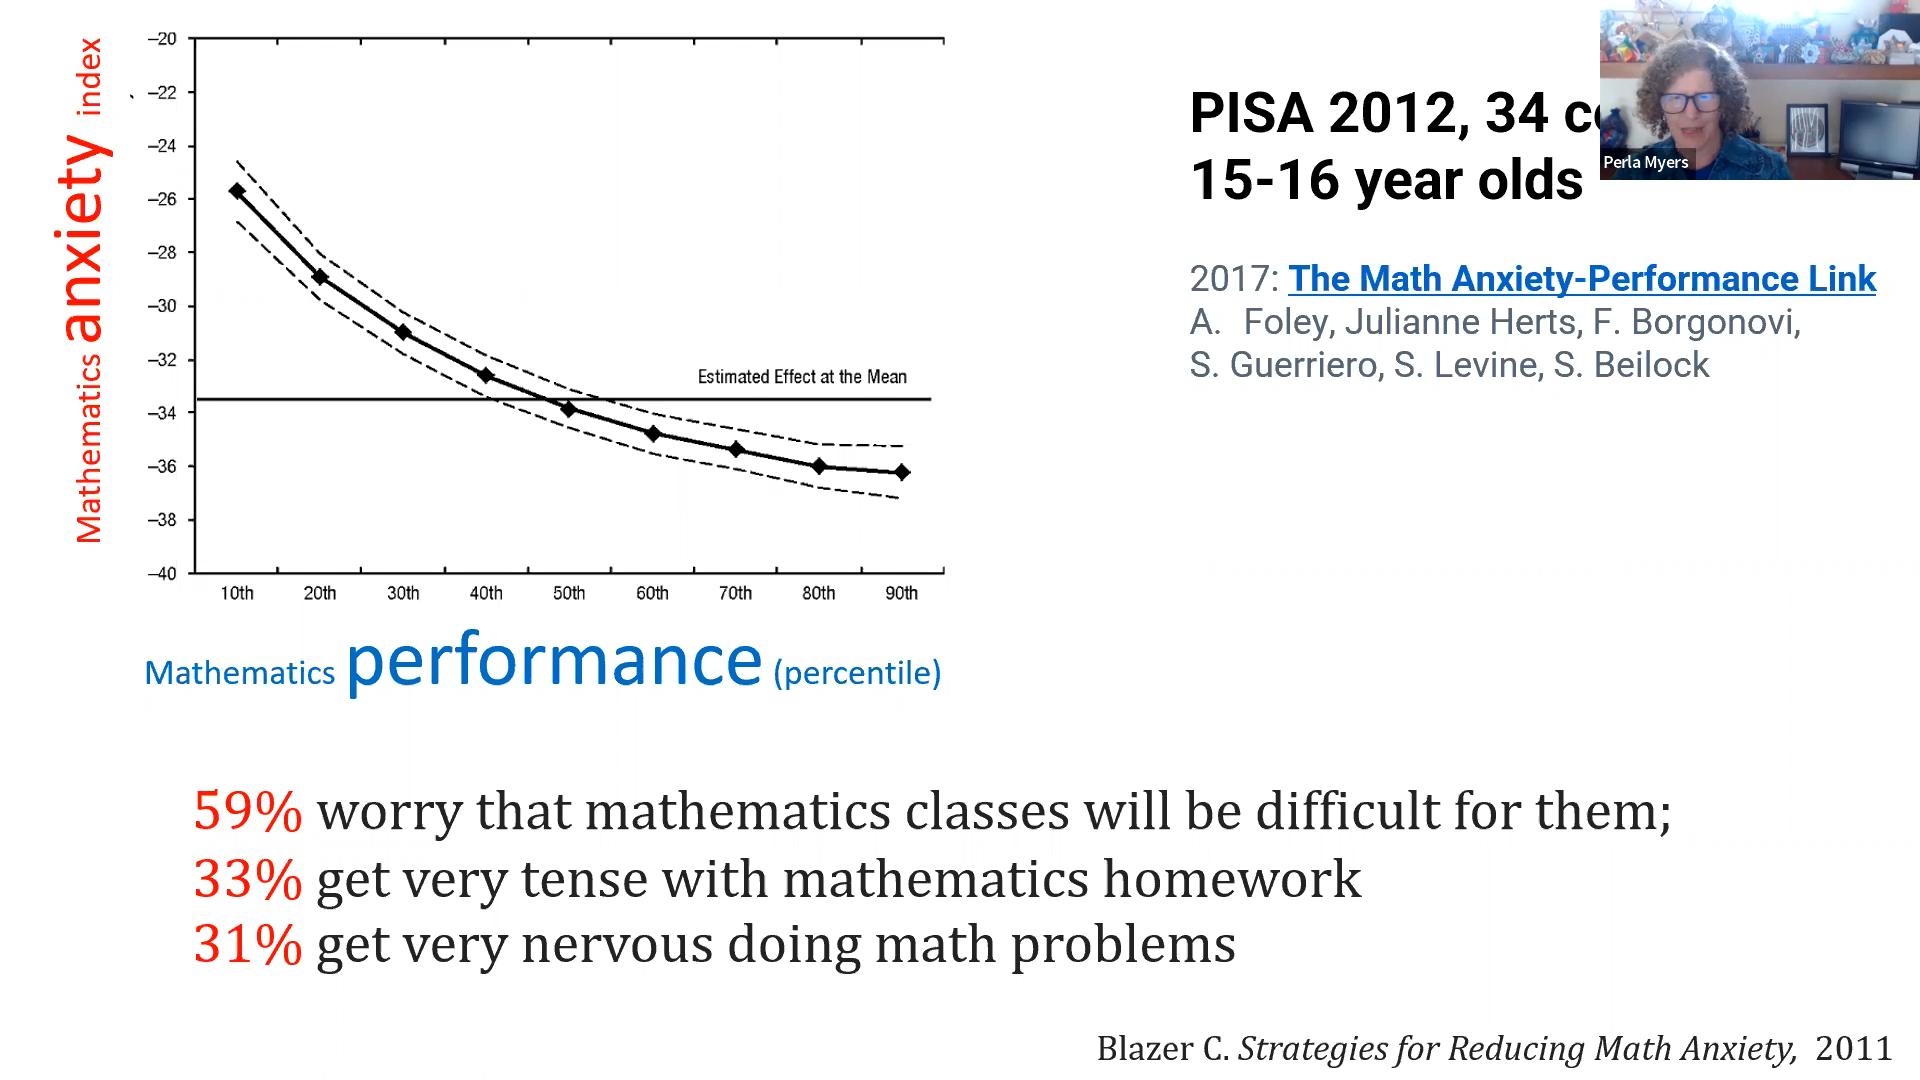 Mathematics anxiety index
–20
–22
–24
–26
–28
–30
–32
–34
–36
–38
–40
Estimated Effect at the Mean
10th 20th 30th 40th 50th 60th 70th 80th 90th
Mathematics performance (percentile)
PISA 2012, 34
15-16 year olds
Perla Myers
2017: The Math Anxiety-Performance Link
A. Foley, Julianne Herts, F. Borgonovi,
S. Guerriero, S. Levine, S. Beilock
59% worry that mathematics classes will be difficult for them;
33% get very tense with mathematics homework
31% get very nervous doing math problems
Blazer C. Strategies for Reducing Math Anxiety, 2011